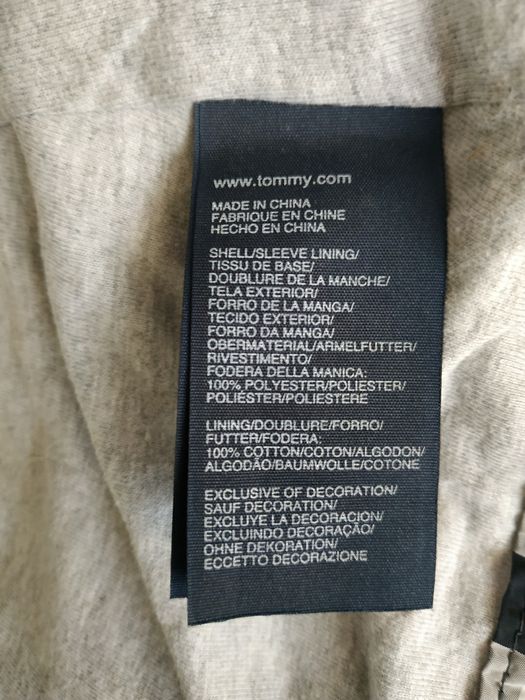 www.tommy.com
MADE IN CHINA
FABRIQUE EN CHINE
HECHO EN CHINA
SHELL/SLEEVE LINING/
TISSU DE BASE/
DOUBLURE DE LA MANCHE/
TELA EXTERIOR/
FORRO DE LA MANGA/
TECIDO EXTERIOR/
FORRO DA MANGA/
OBERMATERIAL/ARMELFUTTER/
RIVESTIMENTO/
FODERA DELLA MANICA:
100% POLYESTER/POLIESTER/
POLIÉSTER/POLIESTERE
LINING/DOUBLURE/FORRO/
FUTTER/FODERA:
100% COTTON/COTON/ALGODON/
ALGODÃO/BAUMWOLLE/COTONE
EXCLUSIVE OF DECORATION/
SAUF DECORATION/
EXCLUYE LA DECORACION/
EXCLUINDO DECORAÇÃO/
OHNE DEKORATION/
ECCETTO DECORAZIONE